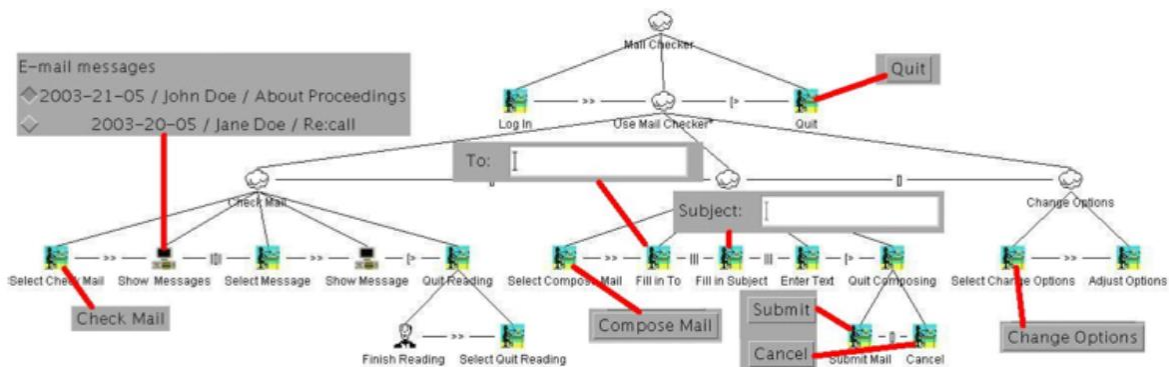 Mail Checker
E-mail messages
2003-21-05 / John Doe / About Proceedings
2003-20-05 / Jane Doe / Re:call
Quit
Log In
>>
Use Mail Checker*
[>
Quit
To:
Check Mail
[]
[]
Subject:
Change Options
Select Check Mail
>>
Show Messages
|[]|
Select Message
>>
Show Message
[>
Quit Reading
Select Compose Mail
>>
Fill in To
|||
Fill in Subject
|||
Enter Text
[>
Quit Composing
Select Change Options
>>
Adjust Options
Check Mail
Compose Mail
Submit
Cancel
Change Options
Finish Reading
>>
Select Quit Reading
Submit Mail
[]
Cancel